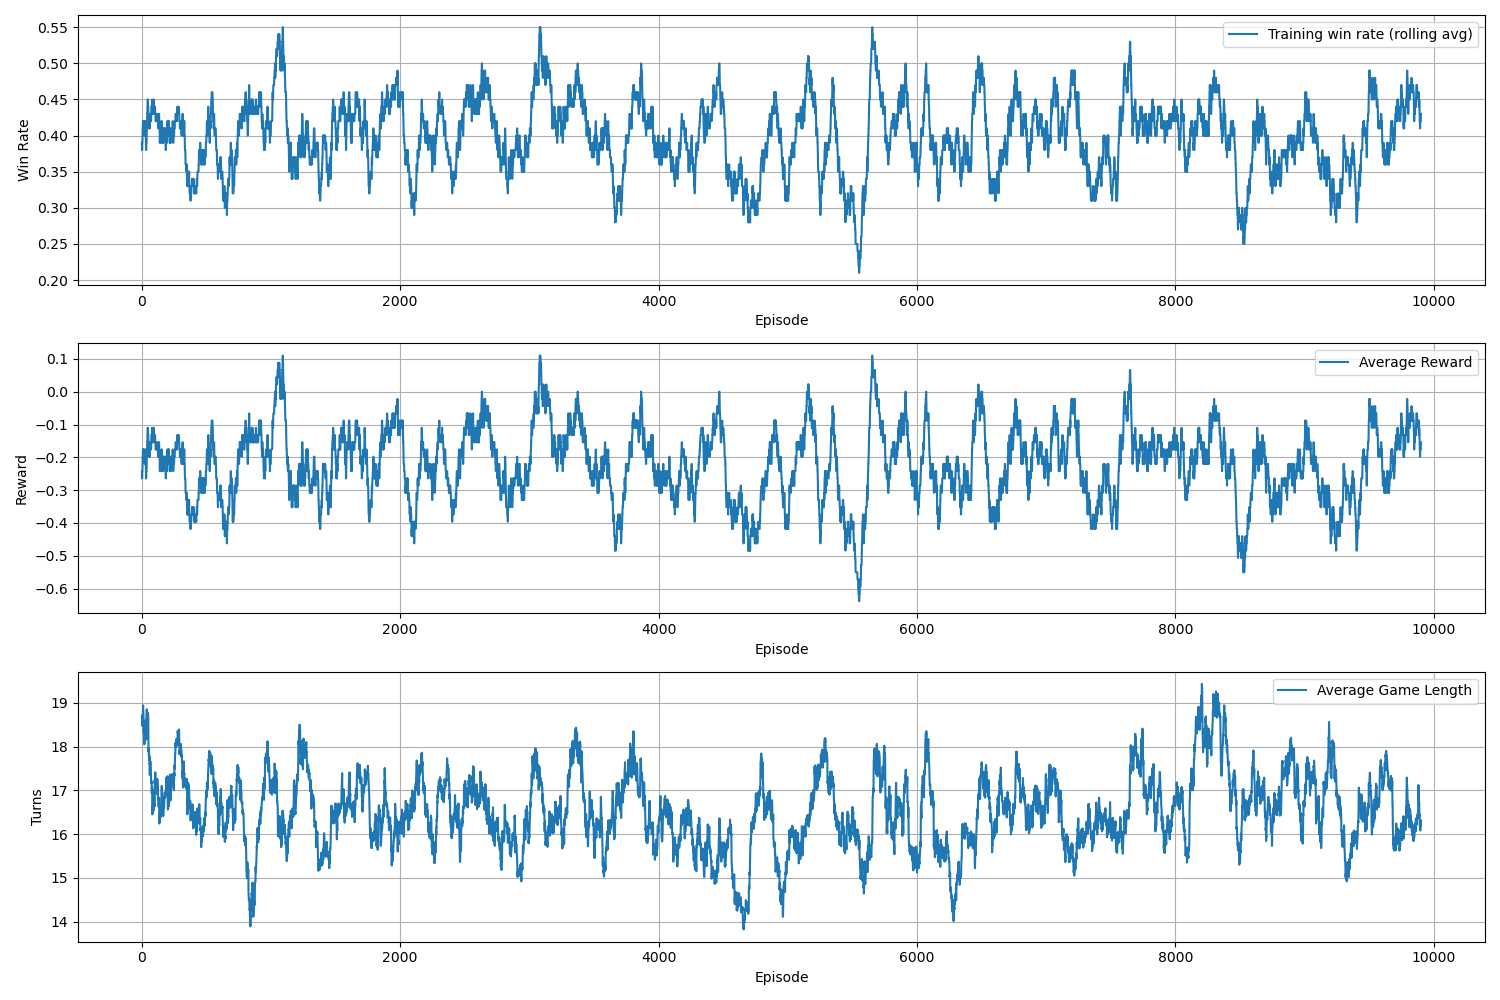 0.55
0.50
0.45
0.40
0.35
0.30
0.25
0.20
Win Rate
Training win rate (rolling avg)
0 2000 4000 6000 8000 10000
Episode
0.1
0.0
−0.1
−0.2
−0.3
−0.4
−0.5
−0.6
Reward
Average Reward
0 2000 4000 6000 8000 10000
Episode
19
18
17
16
15
14
Turns
Average Game Length
0 2000 4000 6000 8000 10000
Episode